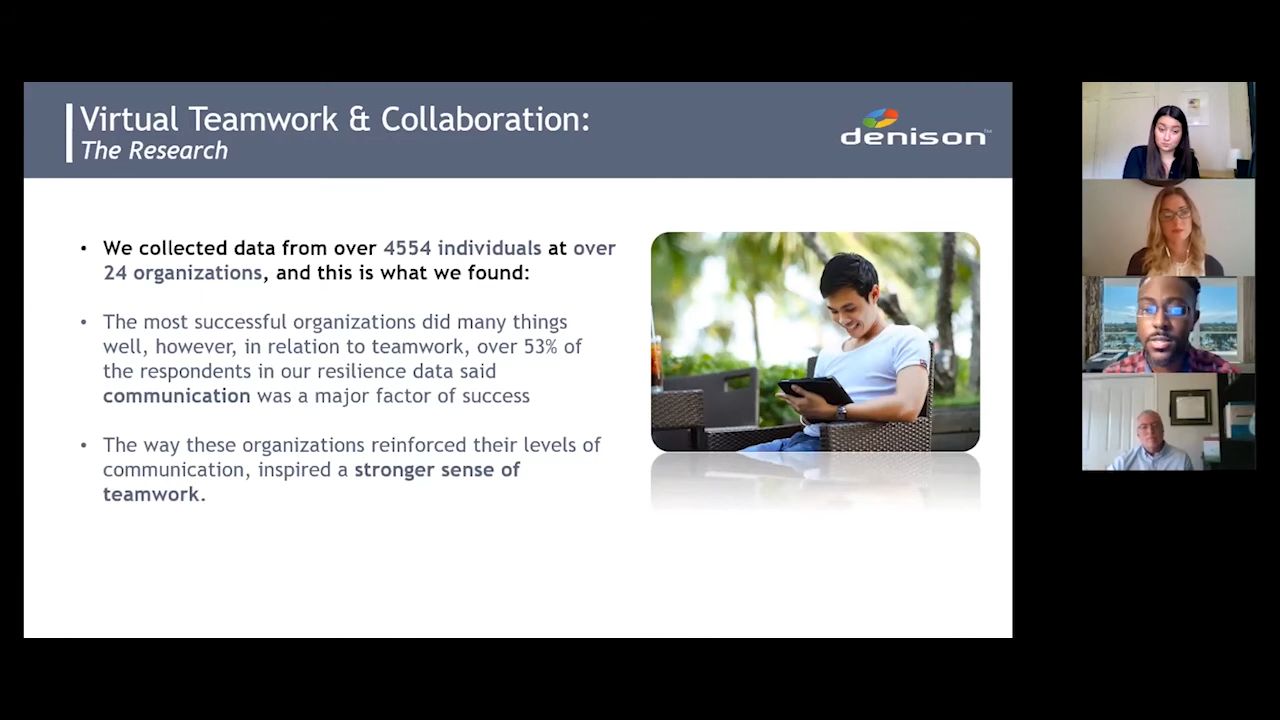 Virtual Teamwork & Collaboration:
The Research
denison™
• We collected data from over 4554 individuals at over
24 organizations, and this is what we found:
• The most successful organizations did many things
well, however, in relation to teamwork, over 53% of
the respondents in our resilience data said
communication was a major factor of success
• The way these organizations reinforced their levels of
communication, inspired a stronger sense of
teamwork.